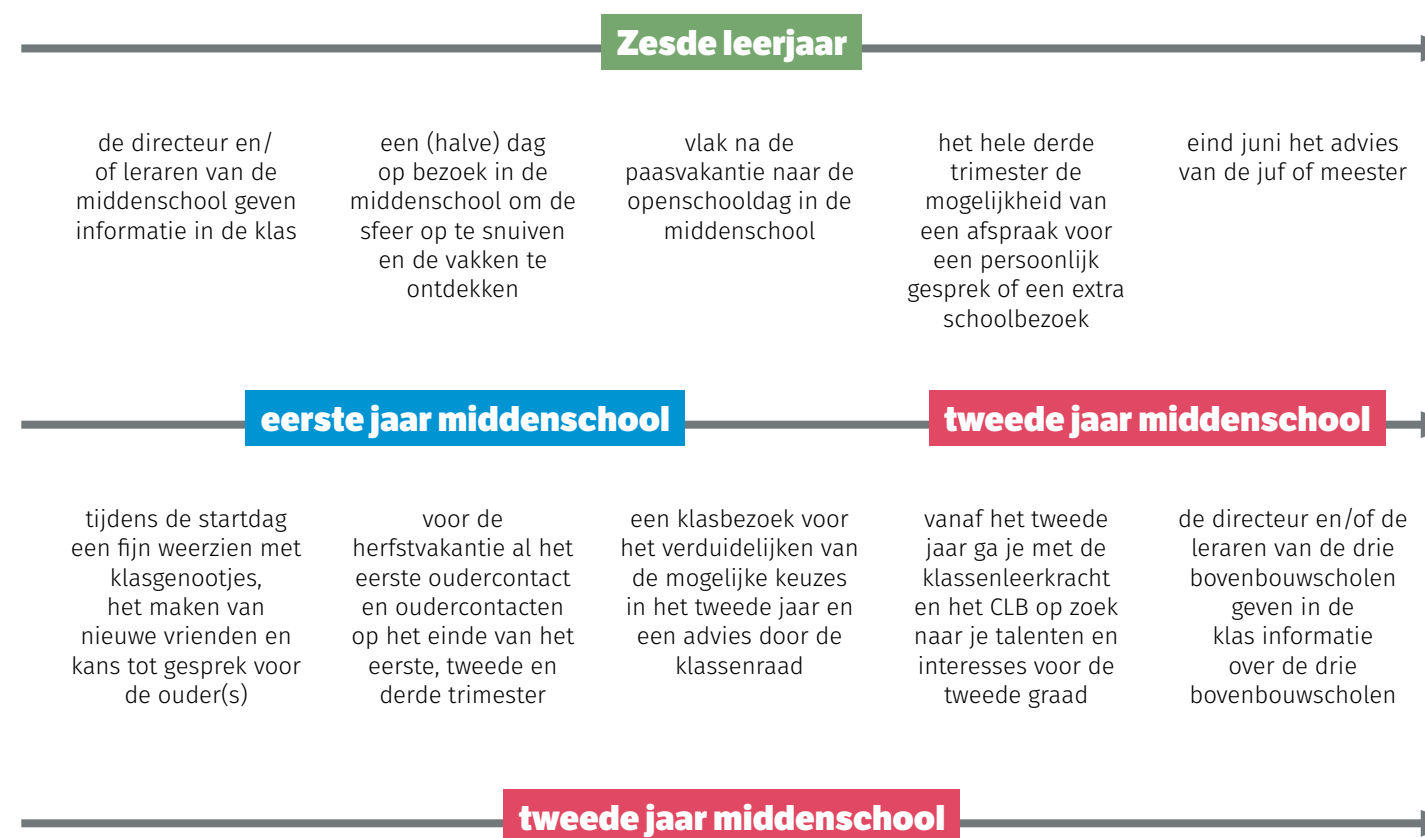 Zesde leerjaar
de directeur en/
of leraren van de
middenschool geven
informatie in de klas
een (halve) dag
op bezoek in de
middenschool om de
sfeer op te snuiven
en de vakken te
ontdekken
vlak na de
paasvakantie naar de
openschooldag in de
middenschool
het hele derde
trimester de
mogelijkheid van
een afspraak voor
een persoonlijk
gesprek of een extra
schoolbezoek
eind juni het advies
van de juf of meester
eerste jaar middenschool
tweede jaar middenschool
tijdens de startdag
een fijn weerzien met
klasgenootjes,
het maken van
nieuwe vrienden en
kans tot gesprek voor
de ouder(s)
voor de
herfstvakantie al het
eerste oudercontact
en oudercontacten
op het einde van het
eerste, tweede en
derde trimester
een klasbezoek voor
het verduidelijken van
de mogelijke keuzes
in het tweede jaar en
een advies door de
klassenraad
vanaf het tweede
jaar ga je met de
klassenleerkracht
en het CLB op zoek
naar je talenten en
interesses voor de
tweede graad
de directeur en/of de
leraren van de drie
bovenbouwscholen
geven in de
klas informatie
over de drie
bovenbouwscholen
tweede jaar middenschool